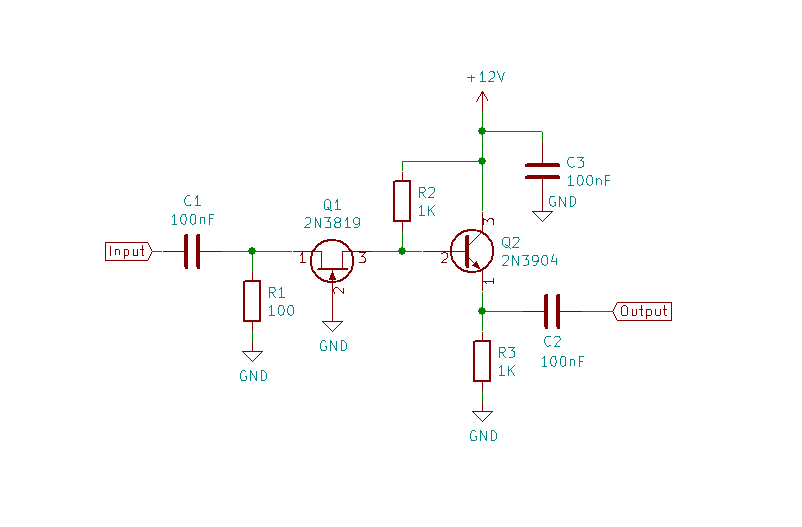 +12V
C3
100nF
GND
R2
1K
C1
100nF
Q1
2N3819
Input
1
3
2
3
2
Q2
2N3904
1
R1
100
GND
GND
Output
C2
100nF
R3
1K
GND